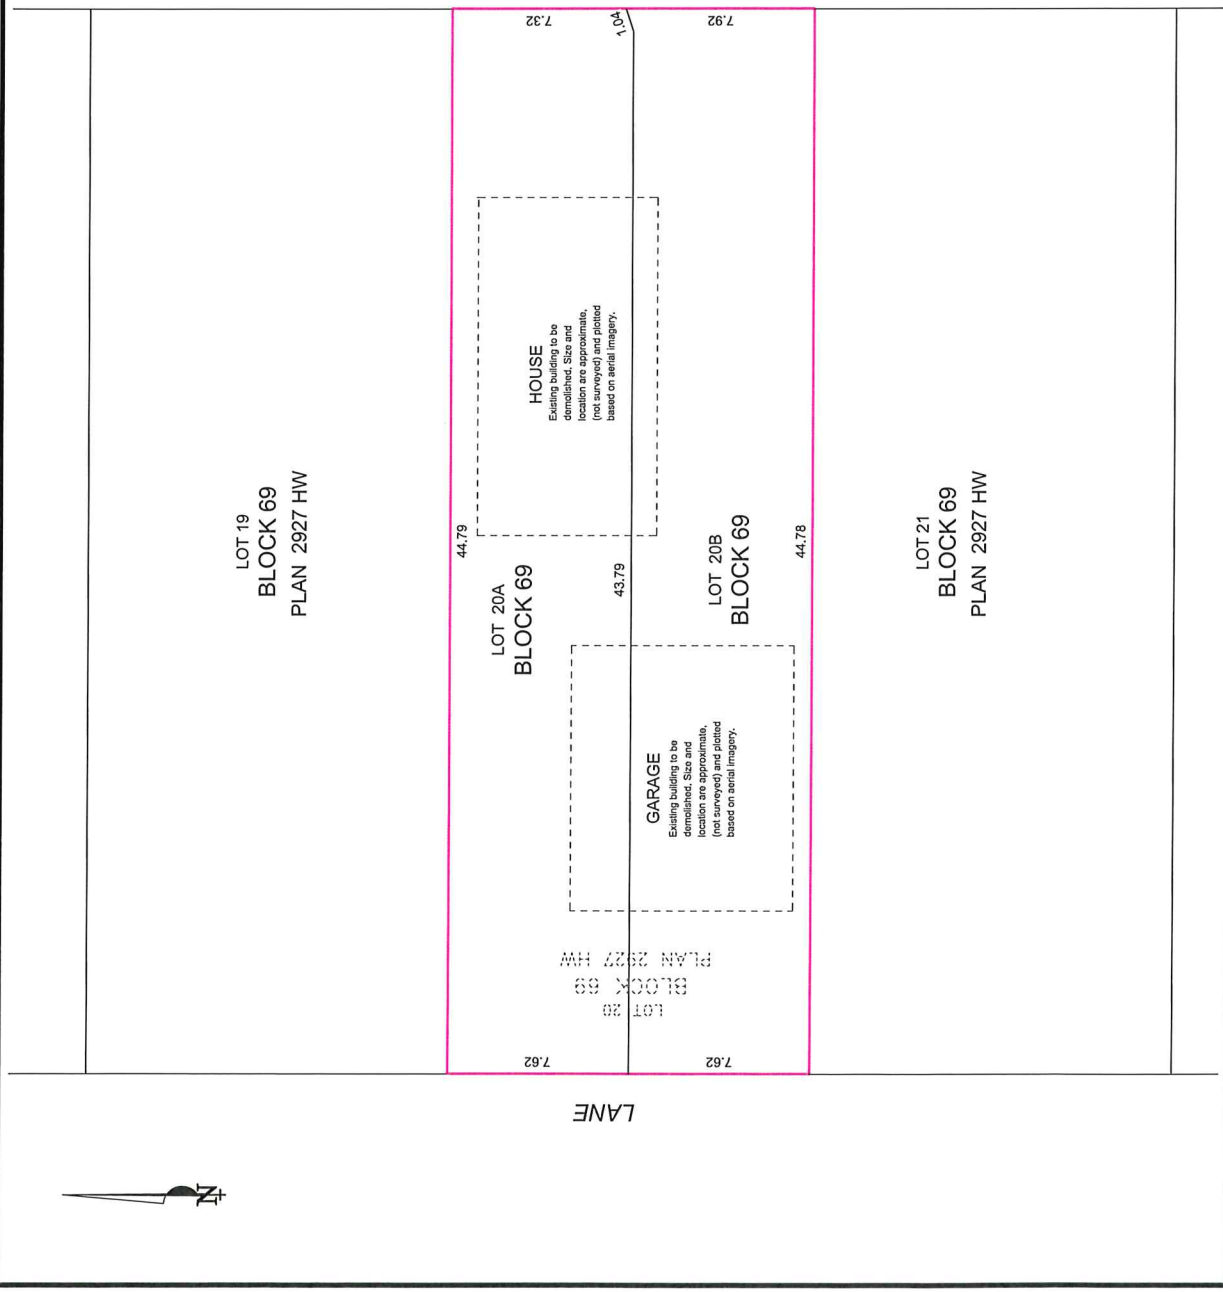 7.32
1.04
7.92
LOT 19
BLOCK 69
PLAN 2927 HW
44.79
HOUSE
Existing building to be
demolished. Size and
location are approximate,
(not surveyed) and plotted
based on aerial imagery.
LOT 20A
BLOCK 69
43.79
LOT 20B
BLOCK 69
44.78
LOT 21
BLOCK 69
PLAN 2927 HW
GARAGE
Existing building to be
demolished. Size and
location are approximate,
(not surveyed) and plotted
based on aerial imagery.
LOT 20
BLOCK 69
PLAN 2927 HW
7.62
7.62
LANE
N